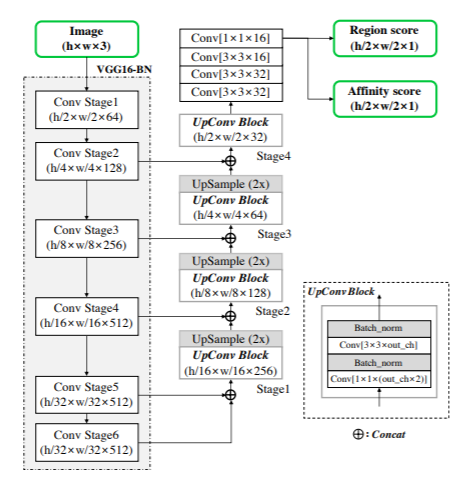 Image
(h×w×3)
VGG16-BN
Conv Stage1
(h/2×w/2×64)
Conv Stage2
(h/4×w/4×128)
Conv Stage3
(h/8×w/8×256)
Conv Stage4
(h/16×w/16×512)
Conv Stage5
(h/32×w/32×512)
Conv Stage6
(h/32×w/32×512)
Conv[1×1×16]
Conv[3×3×16]
Conv[3×3×32]
Conv[3×3×32]
UpConv Block
(h/2×w/2×32)
Stage4
UpSample (2x)
UpConv Block
(h/4×w/4×64)
Stage3
UpSample (2x)
UpConv Block
(h/8×w/8×128)
Stage2
UpSample (2x)
UpConv Block
(h/16×w/16×256)
Stage1
Region score
(h/2×w/2×1)
Affinity score
(h/2×w/2×1)
UpConv Block
Batch_norm
Conv[3×3×out_ch]
Batch_norm
Conv[1×1×(out_ch×2)]
⊕: Concat